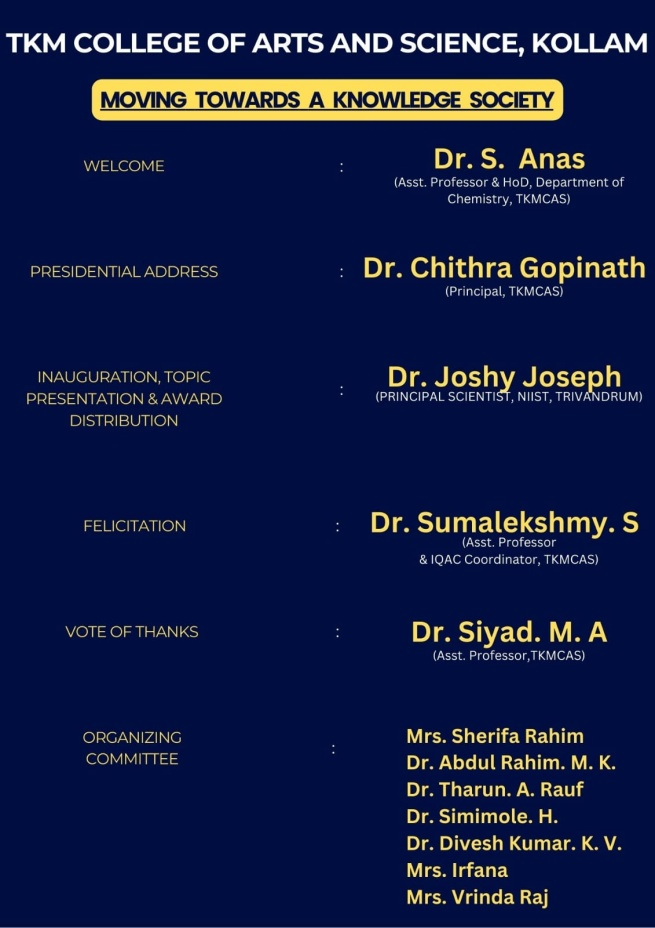 TKM COLLEGE OF ARTS AND SCIENCE, KOLLAM
MOVING TOWARDS A KNOWLEDGE SOCIETY
WELCOME : Dr. S. Anas
(Asst. Professor & HoD, Department of
Chemistry, TKMCAS)
PRESIDENTIAL ADDRESS : Dr. Chithra Gopinath
(Principal, TKMCAS)
INAUGURATION, TOPIC
PRESENTATION & AWARD
DISTRIBUTION
: Dr. Joshy Joseph
(PRINCIPAL SCIENTIST, NIIST, TRIVANDRUM)
FELICITATION : Dr. Sumalekshmy. S
(Asst. Professor
& IQAC Coordinator, TKMCAS)
VOTE OF THANKS : Dr. Siyad. M. A
(Asst. Professor,TKMCAS)
ORGANIZING
COMMITTEE
:
Mrs. Sherifa Rahim
Dr. Abdul Rahim. M. K.
Dr. Tharun. A. Rauf
Dr. Simimole. H.
Dr. Divesh Kumar. K. V.
Mrs. Irfana
Mrs. Vrinda Raj